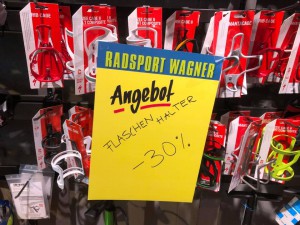 RADSPORT WAGNER
Angebot
FLASCHEN
HALTER
-30%